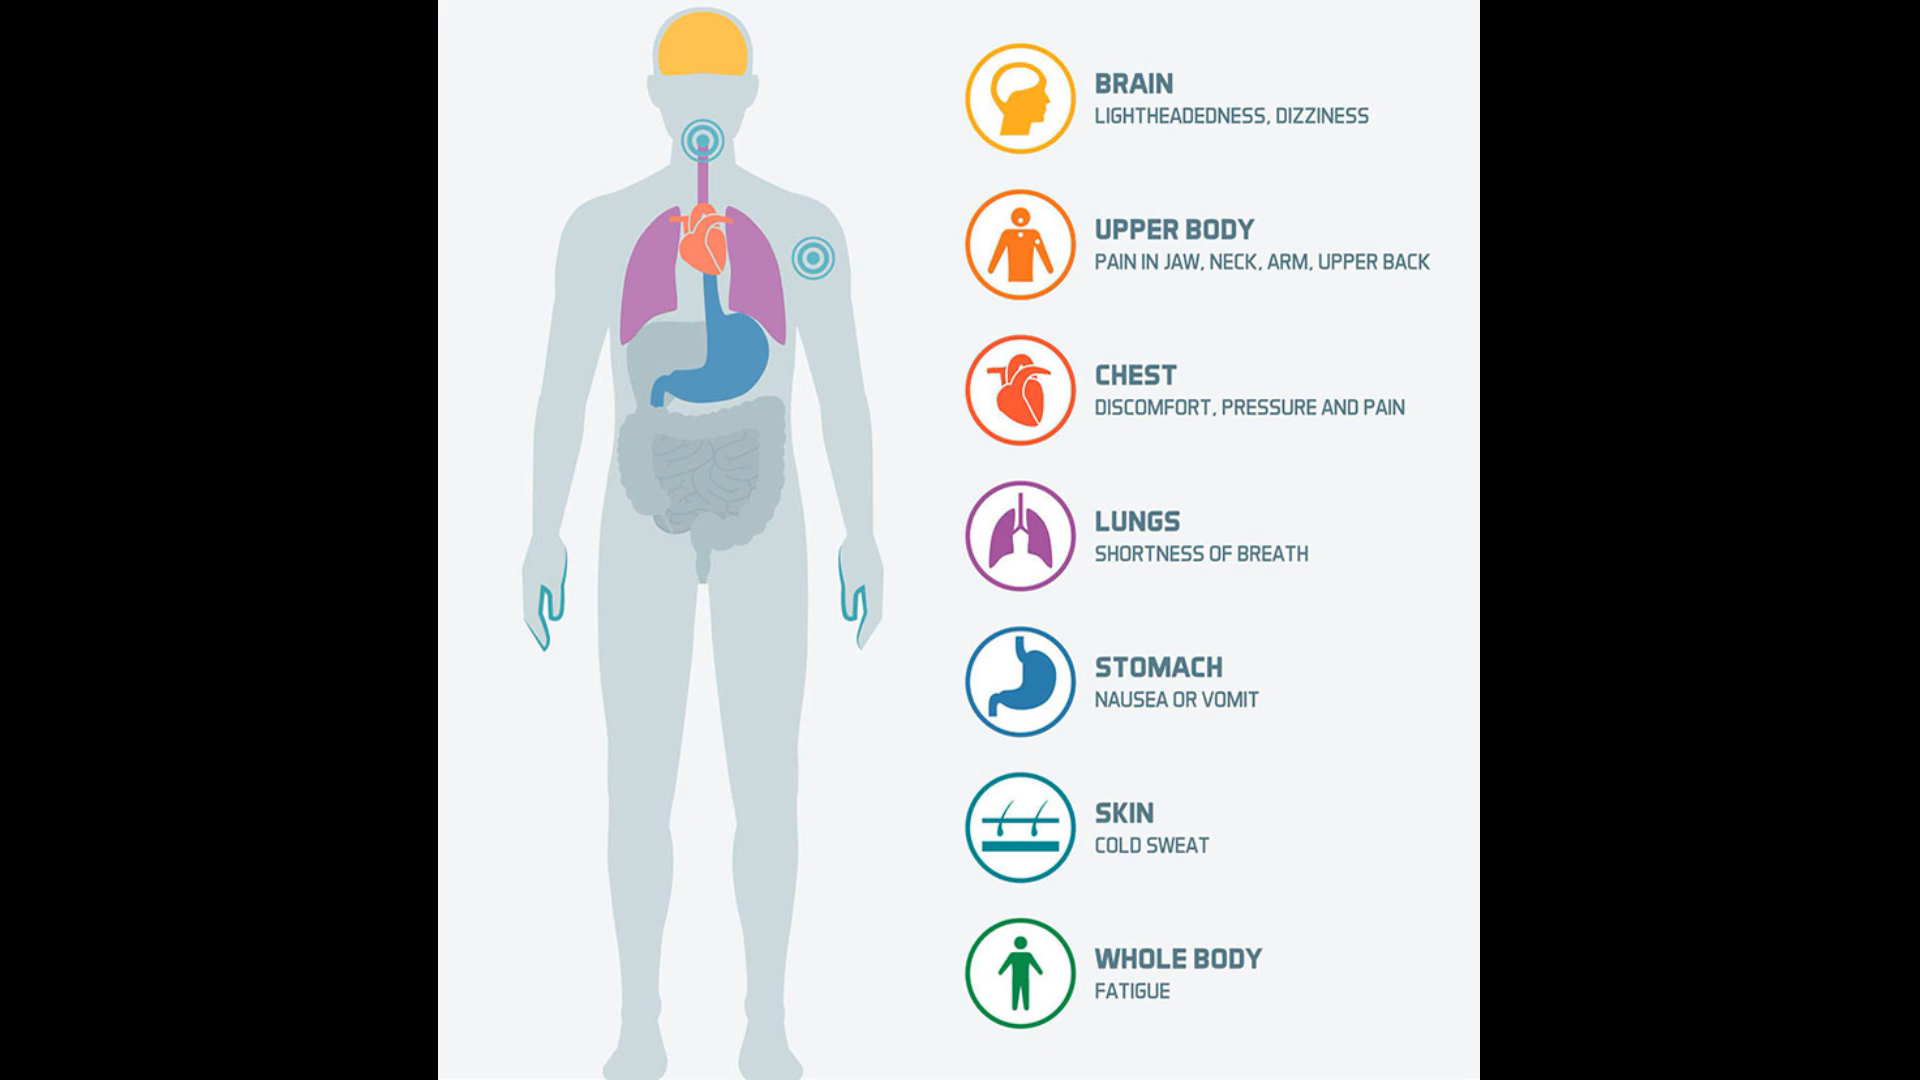 BRAIN
LIGHTHEADEDNESS, DIZZINESS
UPPER BODY
PAIN IN JAW, NECK, ARM, UPPER BACK
CHEST
DISCOMFORT, PRESSURE AND PAIN
LUNGS
SHORTNESS OF BREATH
STOMACH
NAUSEA OR VOMIT
SKIN
COLD SWEAT
WHOLE BODY
FATIGUE